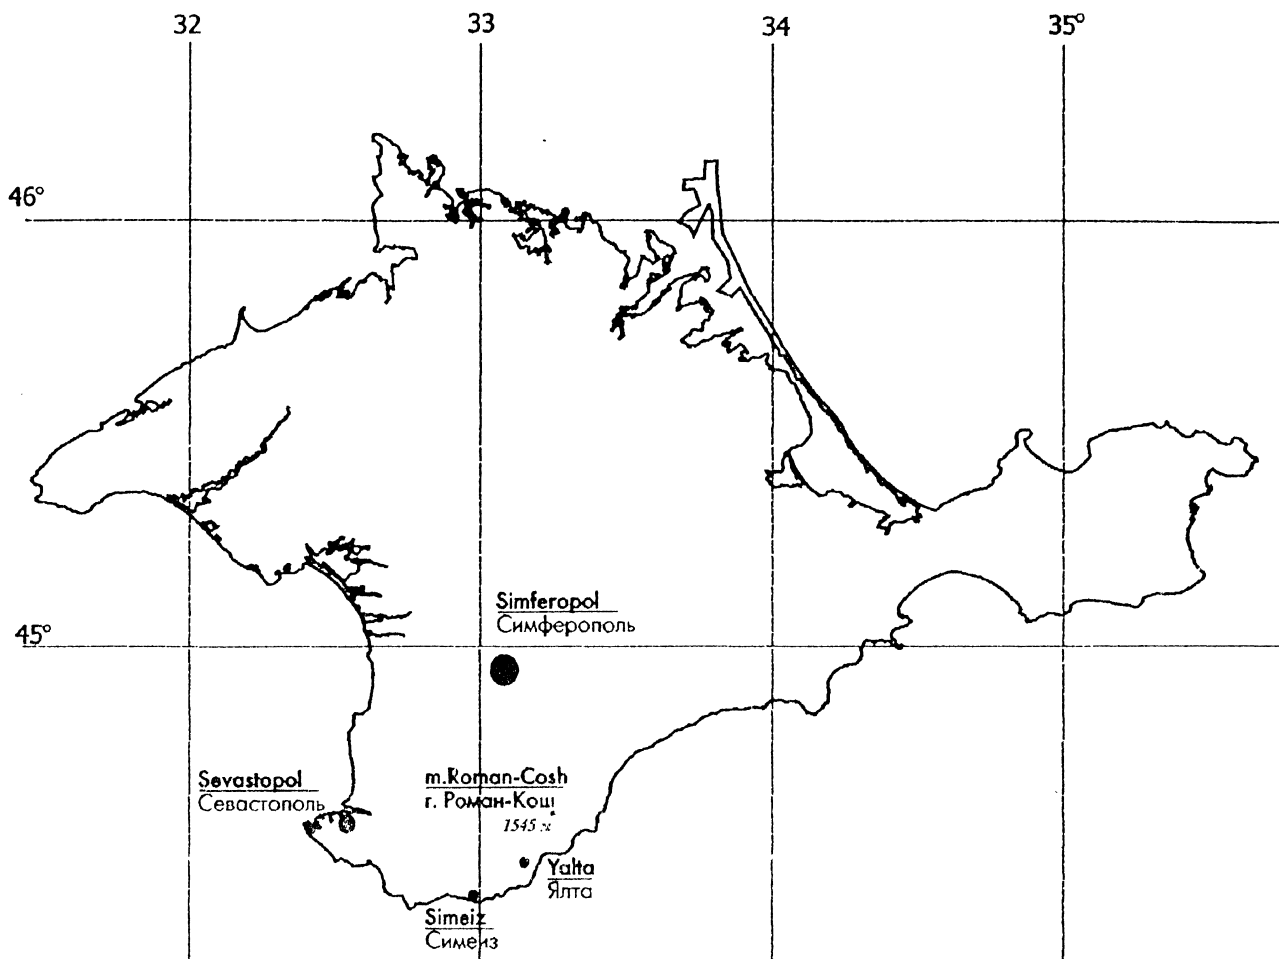 32 33 34 35°
46°
45°
Simferopol
Симферополь
Sevastopol
Севастополь
m.Roman-Cosh
г. Роман-Кош
1545 м
Yalta
Ялта
Simeiz
Симеиз